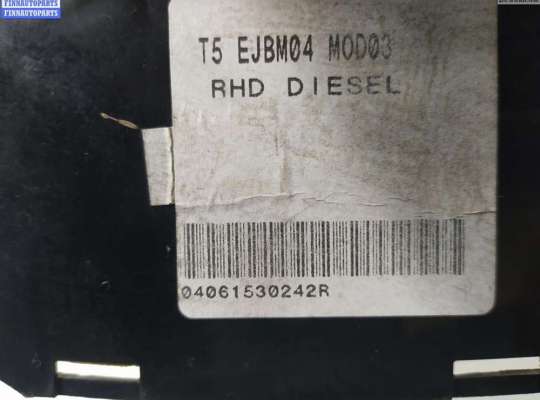 FINNAUTOPARTS
FINNAUTOPARTS
T5 EJBM04 MOD03
RHD DIESEL
04061530242R